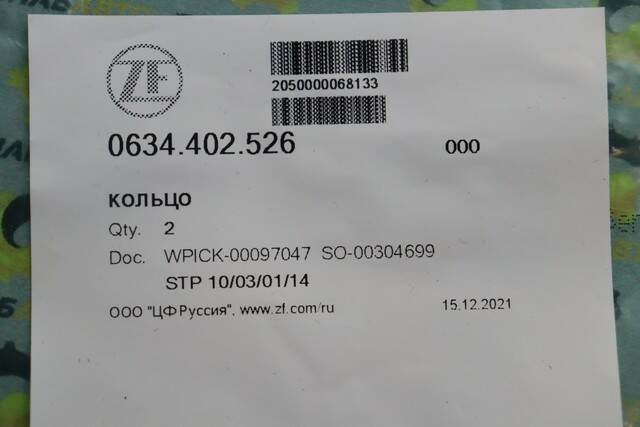 ZF
2050000068133
0634.402.526 000
кольцо
Qty. 2
Doc. WPICK-00097047 SO-00304699
STP 10/03/01/14
ООО "ЦФ Руссия", www.zf.com/ru 15.12.2021